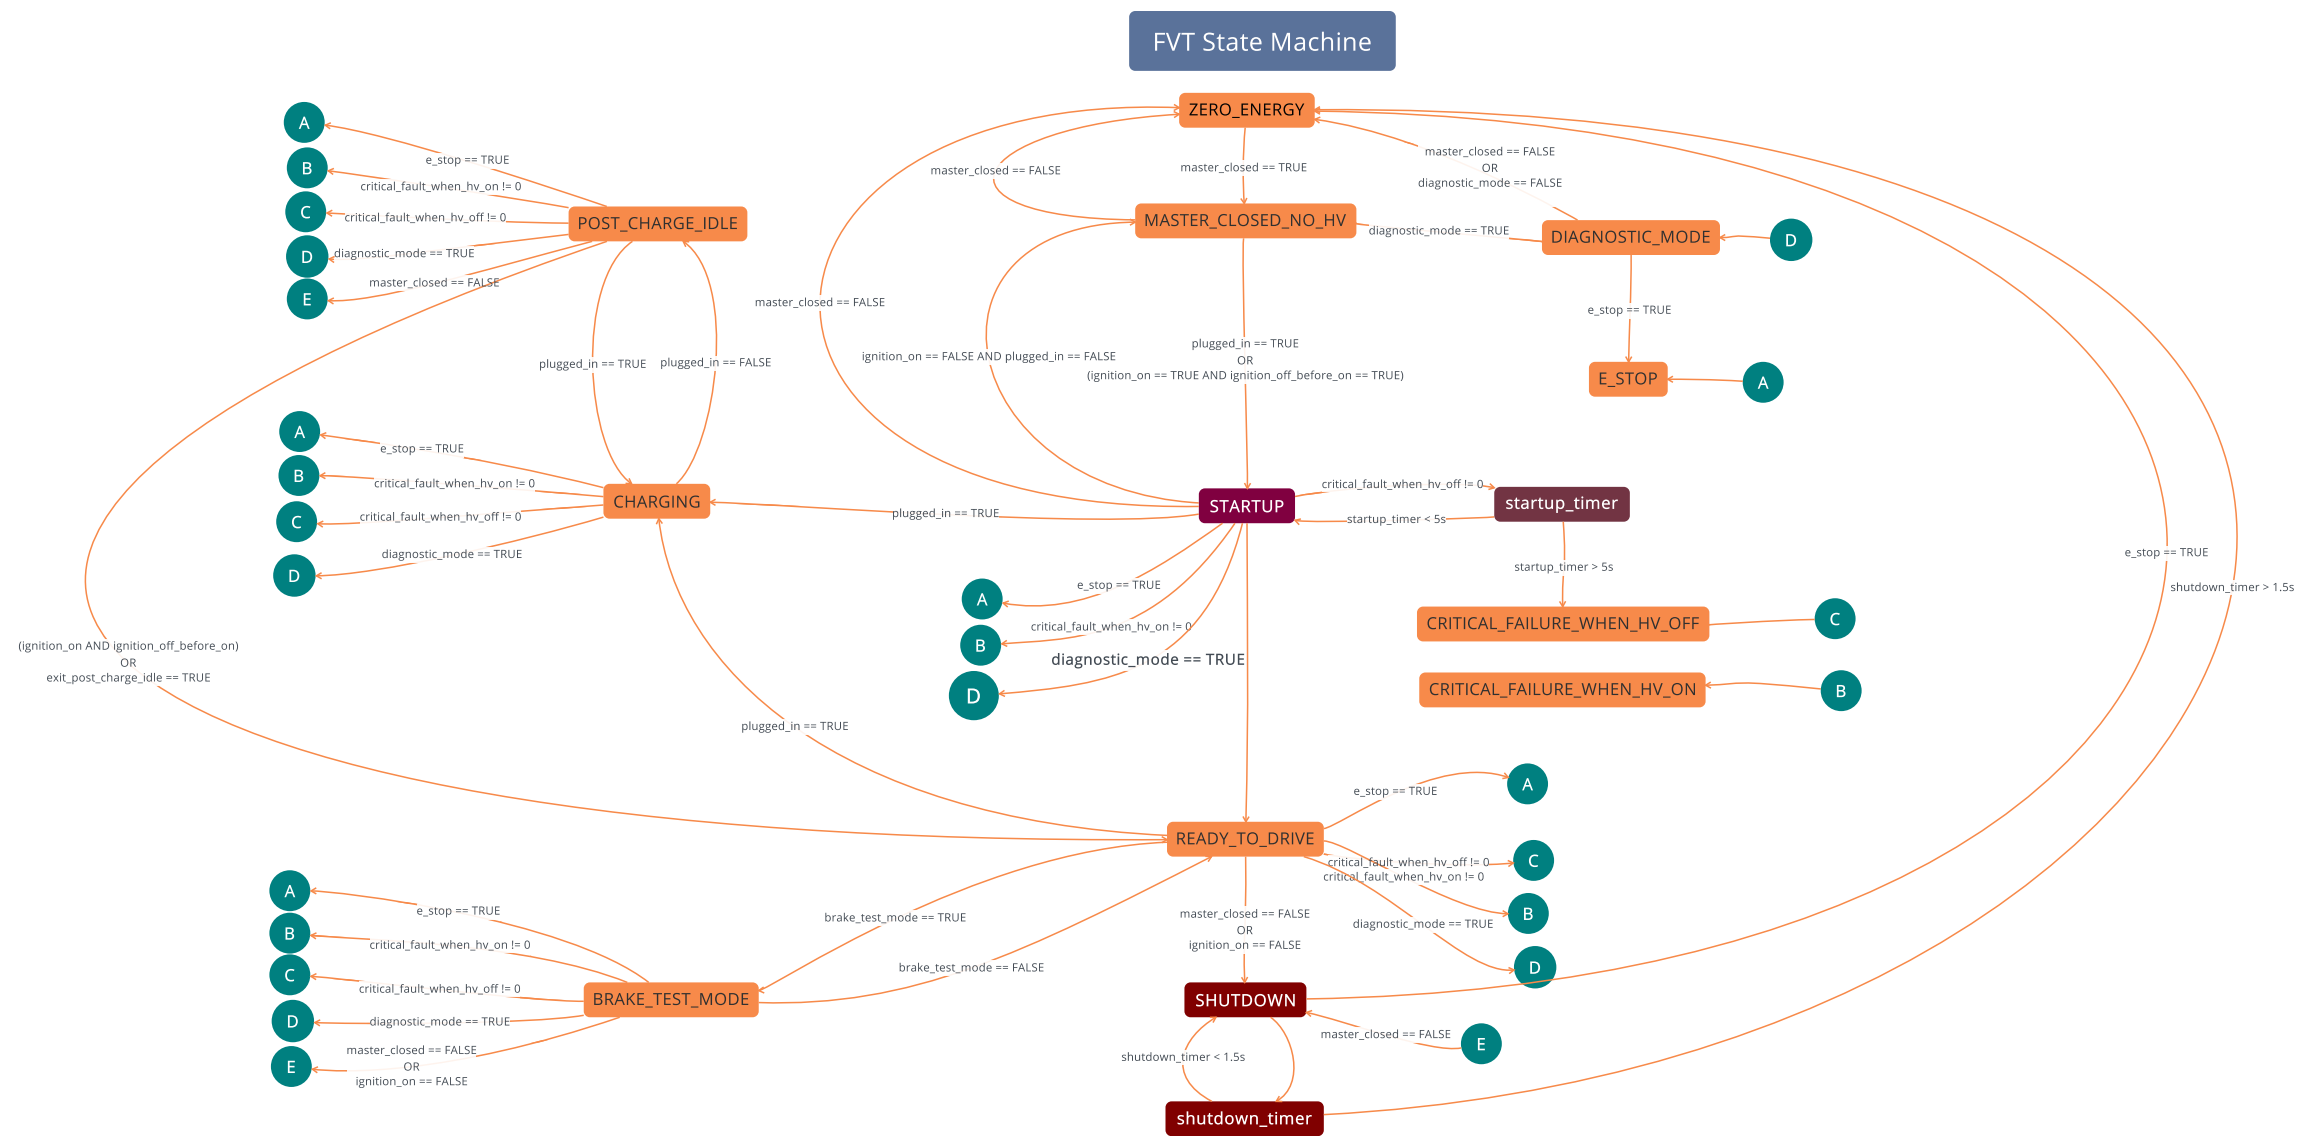 FVT State Machine
ZERO_ENERGY
A
e_stop == TRUE
B
critical_fault_when_hv_on != 0
C
critical_fault_when_hv_off != 0
POST_CHARGE_IDLE
D
diagnostic_mode == TRUE
E
master_closed == FALSE
master_closed == FALSE
master_closed == TRUE
master_closed == FALSE
OR
diagnostic_mode == FALSE
MASTER_CLOSED_NO_HV
diagnostic_mode == TRUE
DIAGNOSTIC_MODE
D
master_closed == FALSE
e_stop == TRUE
plugged_in == TRUE
plugged_in == FALSE
ignition_on == FALSE AND plugged_in == FALSE
plugged_in == TRUE
OR
(ignition_on == TRUE AND ignition_off_before_on == TRUE)
E_STOP
A
A
e_stop == TRUE
B
critical_fault_when_hv_on != 0
C
critical_fault_when_hv_off != 0
D
diagnostic_mode == TRUE
CHARGING
plugged_in == TRUE
STARTUP
critical_fault_when_hv_off != 0
startup_timer < 5s
startup_timer
e_stop == TRUE
startup_timer > 5s
shutdown_timer > 1.5s
A
e_stop == TRUE
B
critical_fault_when_hv_on != 0
D
diagnostic_mode == TRUE
CRITICAL_FAILURE_WHEN_HV_OFF
C
CRITICAL_FAILURE_WHEN_HV_ON
B
(ignition_on AND ignition_off_before_on)
OR
exit_post_charge_idle == TRUE
plugged_in == TRUE
READY_TO_DRIVE
e_stop == TRUE
A
critical_fault_when_hv_off != 0
C
critical_fault_when_hv_on != 0
B
diagnostic_mode == TRUE
D
brake_test_mode == TRUE
brake_test_mode == FALSE
master_closed == FALSE
OR
ignition_on == FALSE
A
e_stop == TRUE
B
critical_fault_when_hv_on != 0
C
critical_fault_when_hv_off != 0
BRAKE_TEST_MODE
D
diagnostic_mode == TRUE
E
master_closed == FALSE
OR
ignition_on == FALSE
SHUTDOWN
master_closed == FALSE
E
shutdown_timer < 1.5s
shutdown_timer